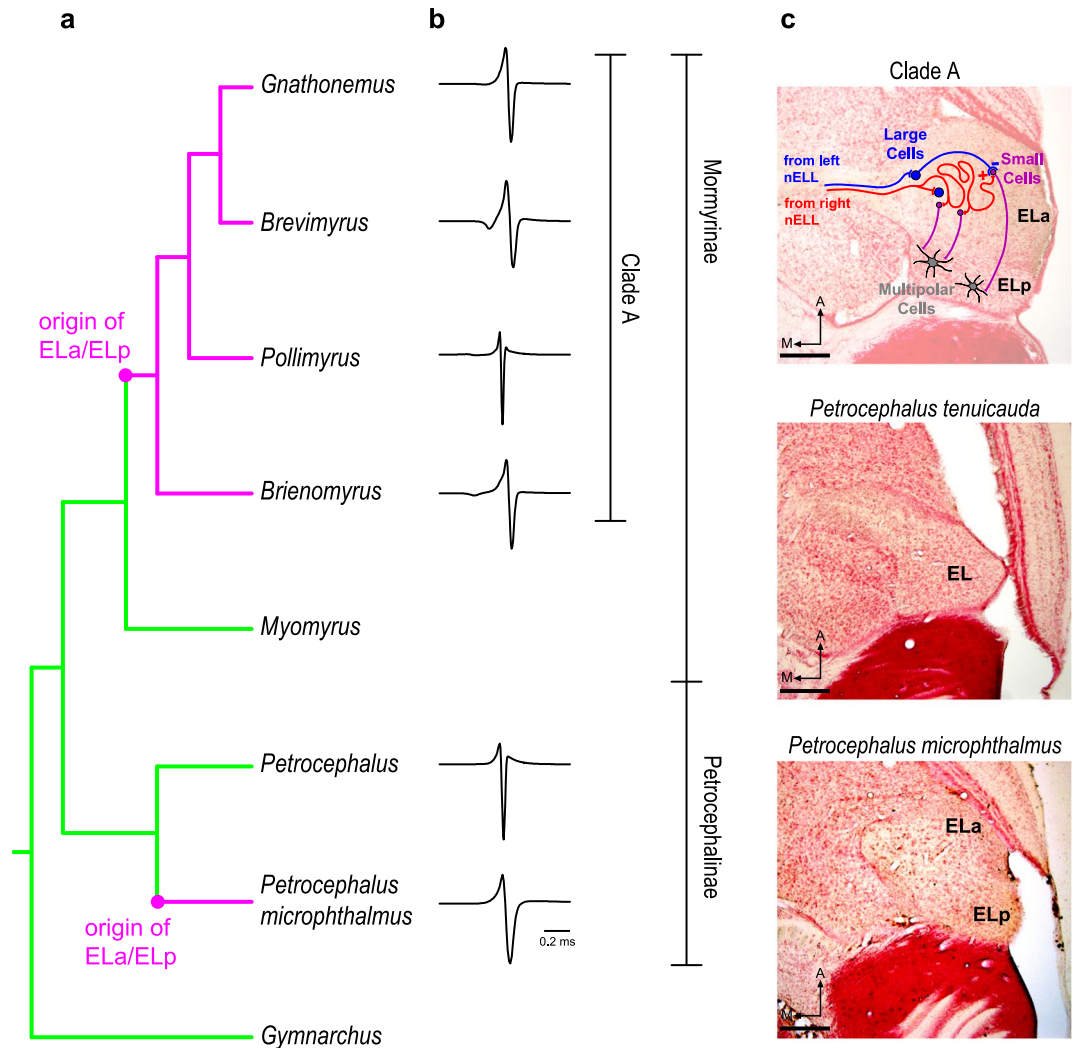 a
b
c
Gnathonemus
Brevimyrus
origin of
ELa/ELp
Pollimyrus
Brienomyrus
Myomyrus
Petrocephalus
Petrocephalus
microphthalmus
origin of
ELa/ELp
Gymnarchus
0.2 ms
Clade A
Mormyrinae
Petrocephalinae
Clade A
Large
Cells
Small
Cells
from left
nELL
from right
nELL
-
+
ELa
ELp
Multipolar
Cells
A
M
Petrocephalus tenuicauda
EL
A
M
Petrocephalus microphthalmus
ELa
ELp
A
M